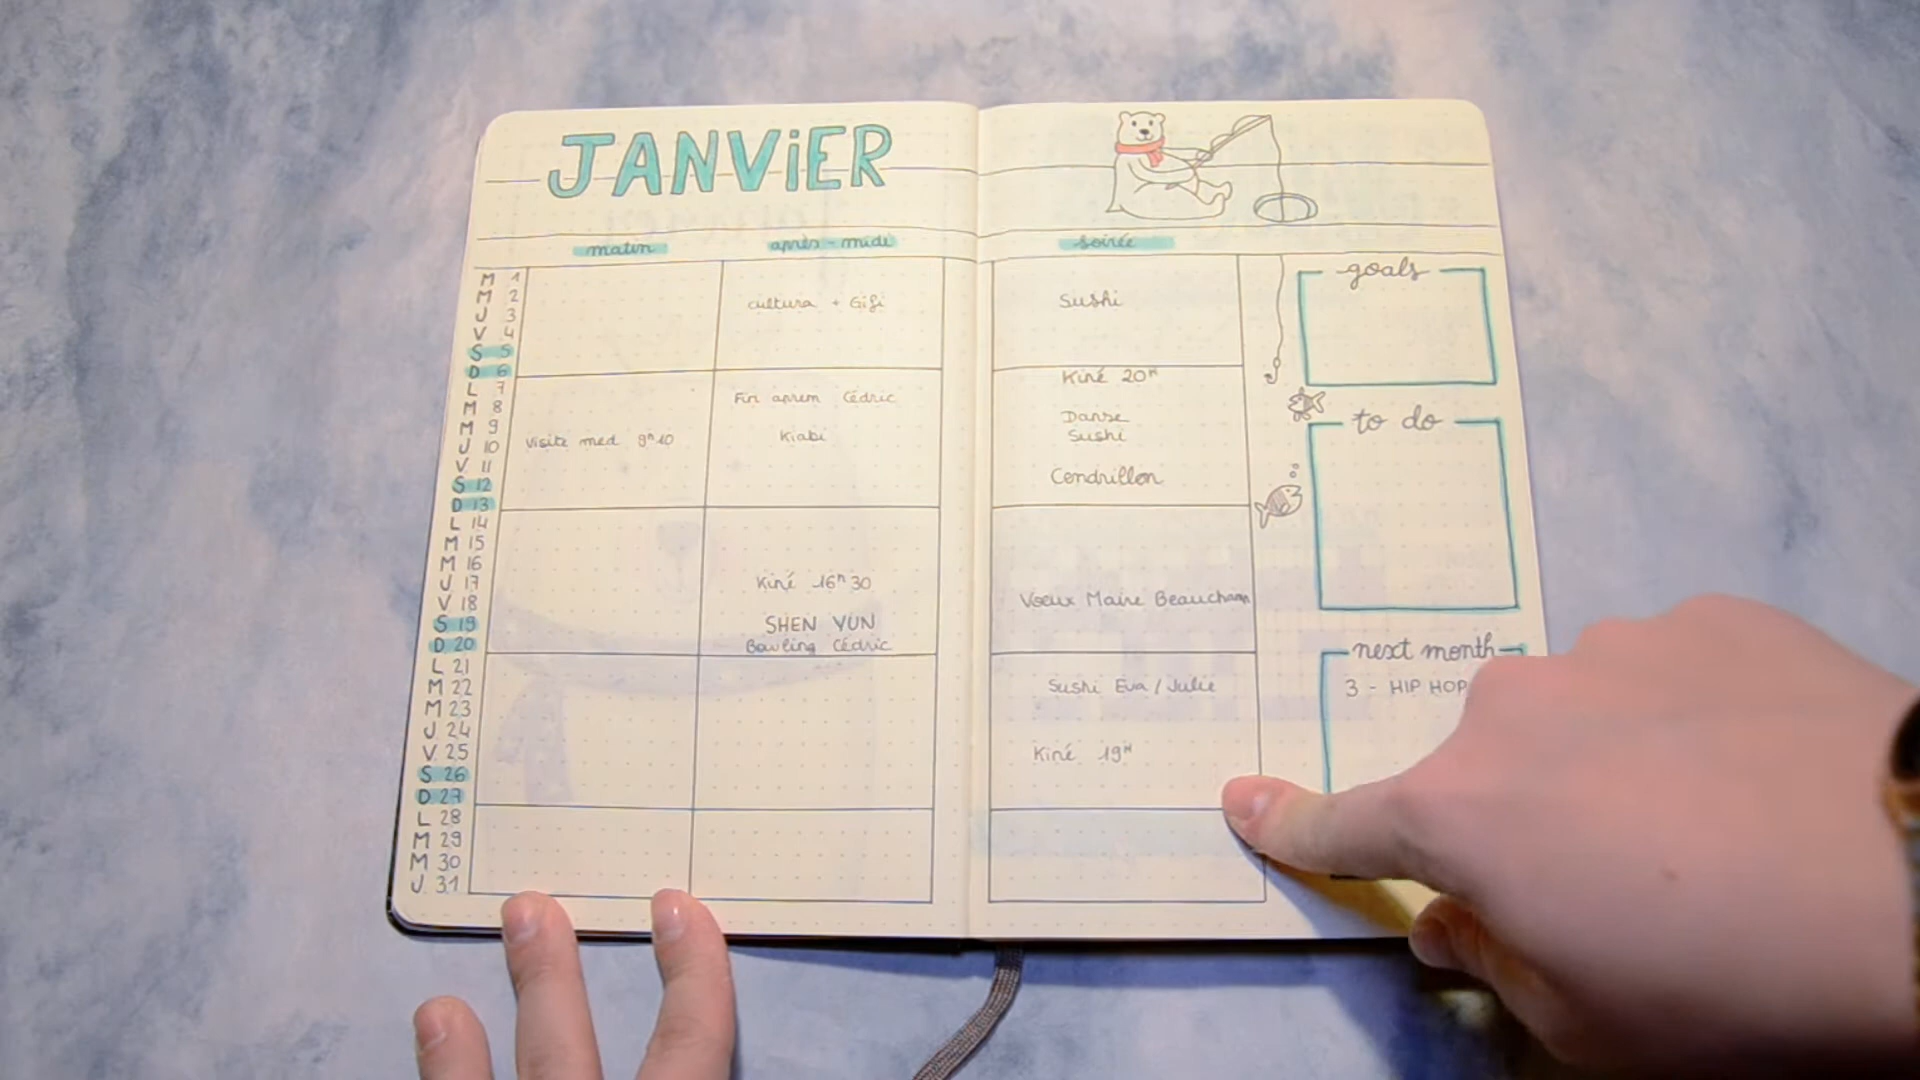 JANVIER
matin après-midi soirée
M 1
M 2 cultura + Gifi Sushi
J 3
V 4
S 5
D 6
L 7 Kiné 20H
M 8 Fin aprem Cédric
M 9 Danse
J 10 Visite med 9h10 Kiabi Sushi
V 11
S 12 Cendrillon
D 13
L 14
M 15
M 16
J 17 Kiné 16h30
V 18 Voeux Maire Beauchamp
S 19 SHEN YUN
D 20 Bowling Cédric
L 21
M 22 Sushi Eva / Julie
M 23
J 24
V 25 Kiné 19H
S 26
D 27
L 28
M 29
M 30
J 31
goals
to do
next month
3 - HIP HOP